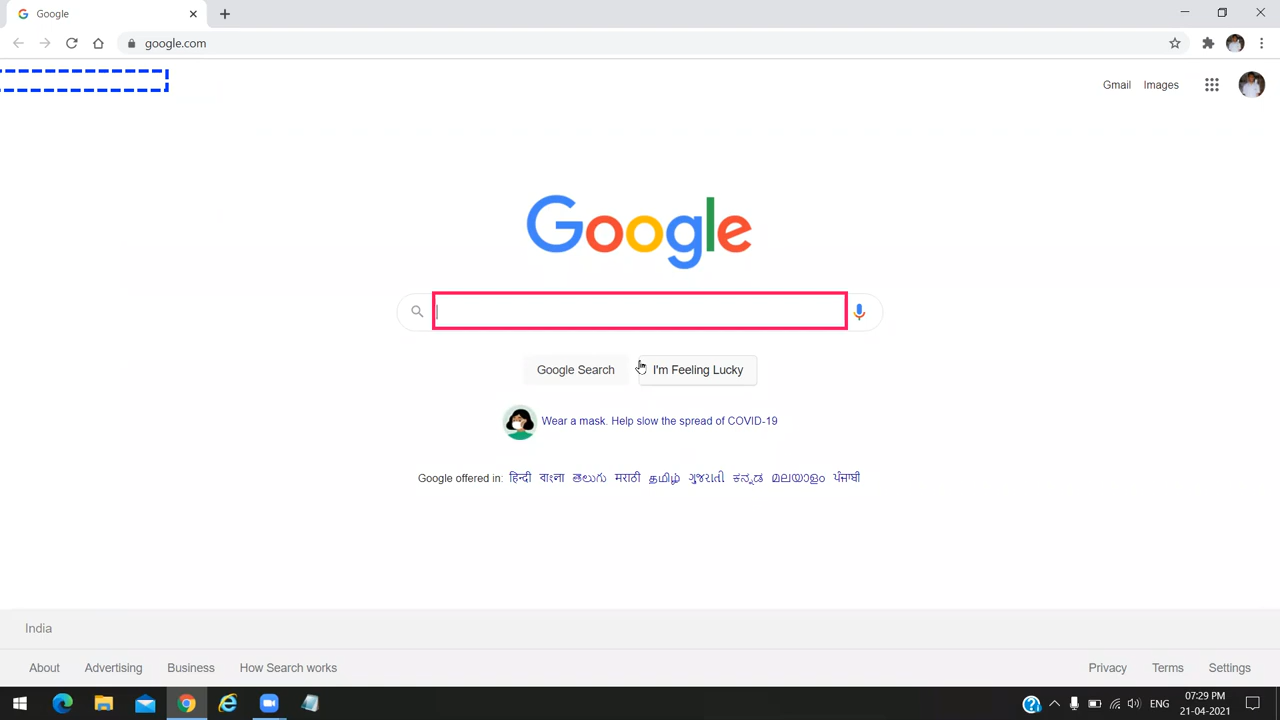 Google
google.com
Gmail Images
Google
Google Search I'm Feeling Lucky
Wear a mask. Help slow the spread of COVID-19
Google offered in: हिन्दी বাংলা తెలుగు मराठी தமிழ் ગુજરાતી ಕನ್ನಡ മലയാളം ਪੰਜਾਬੀ
India
About Advertising Business How Search works Privacy Terms Settings
ENG 07:29 PM
21-04-2021